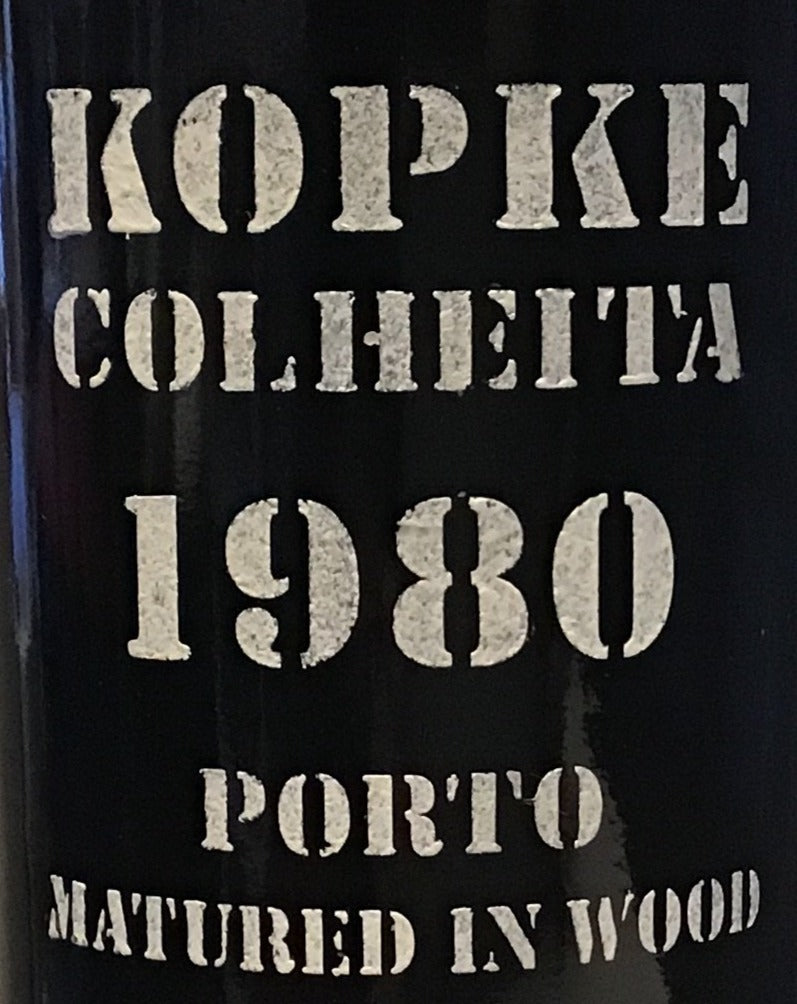 KOPKE
COLHEITA
1980
PORTO
MATURED IN WOOD